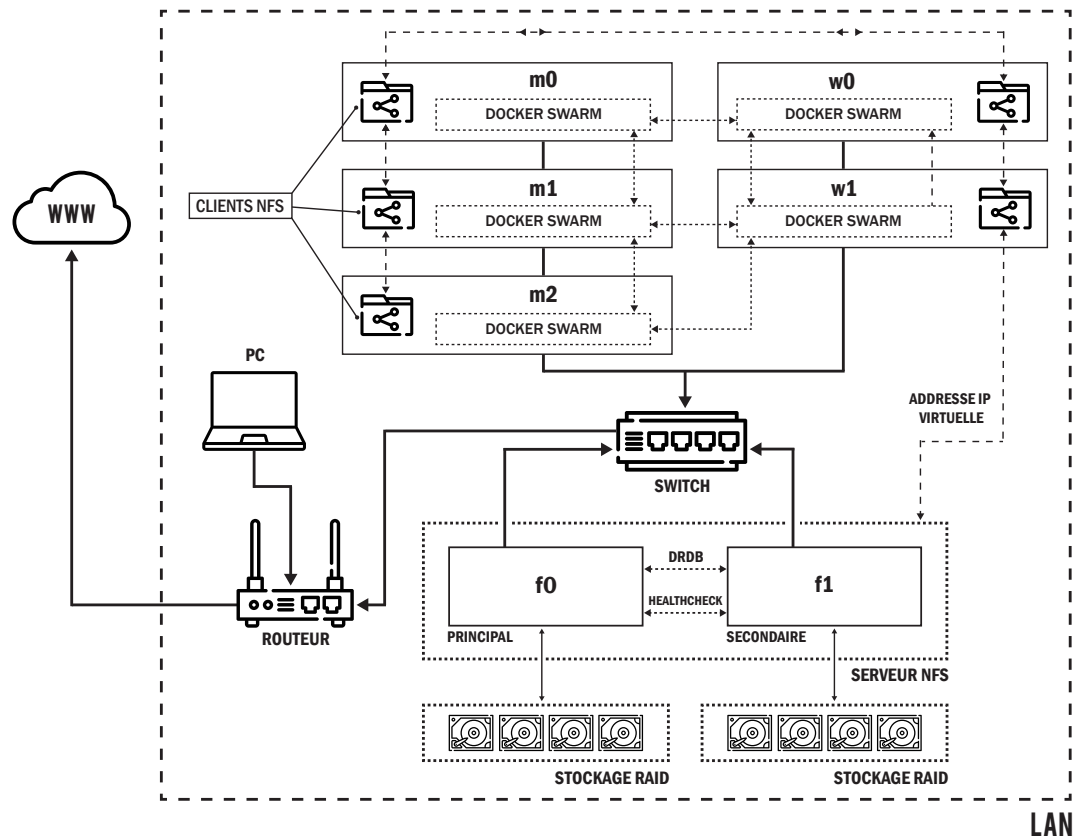 m0
DOCKER SWARM
w0
DOCKER SWARM
CLIENTS NFS
m1
DOCKER SWARM
w1
DOCKER SWARM
WWW
m2
DOCKER SWARM
PC
ADDRESSE IP
VIRTUELLE
SWITCH
f0
DRDB
HEALTHCHECK
f1
PRINCIPAL
SECONDAIRE
ROUTEUR
SERVEUR NFS
STOCKAGE RAID
STOCKAGE RAID
LAN